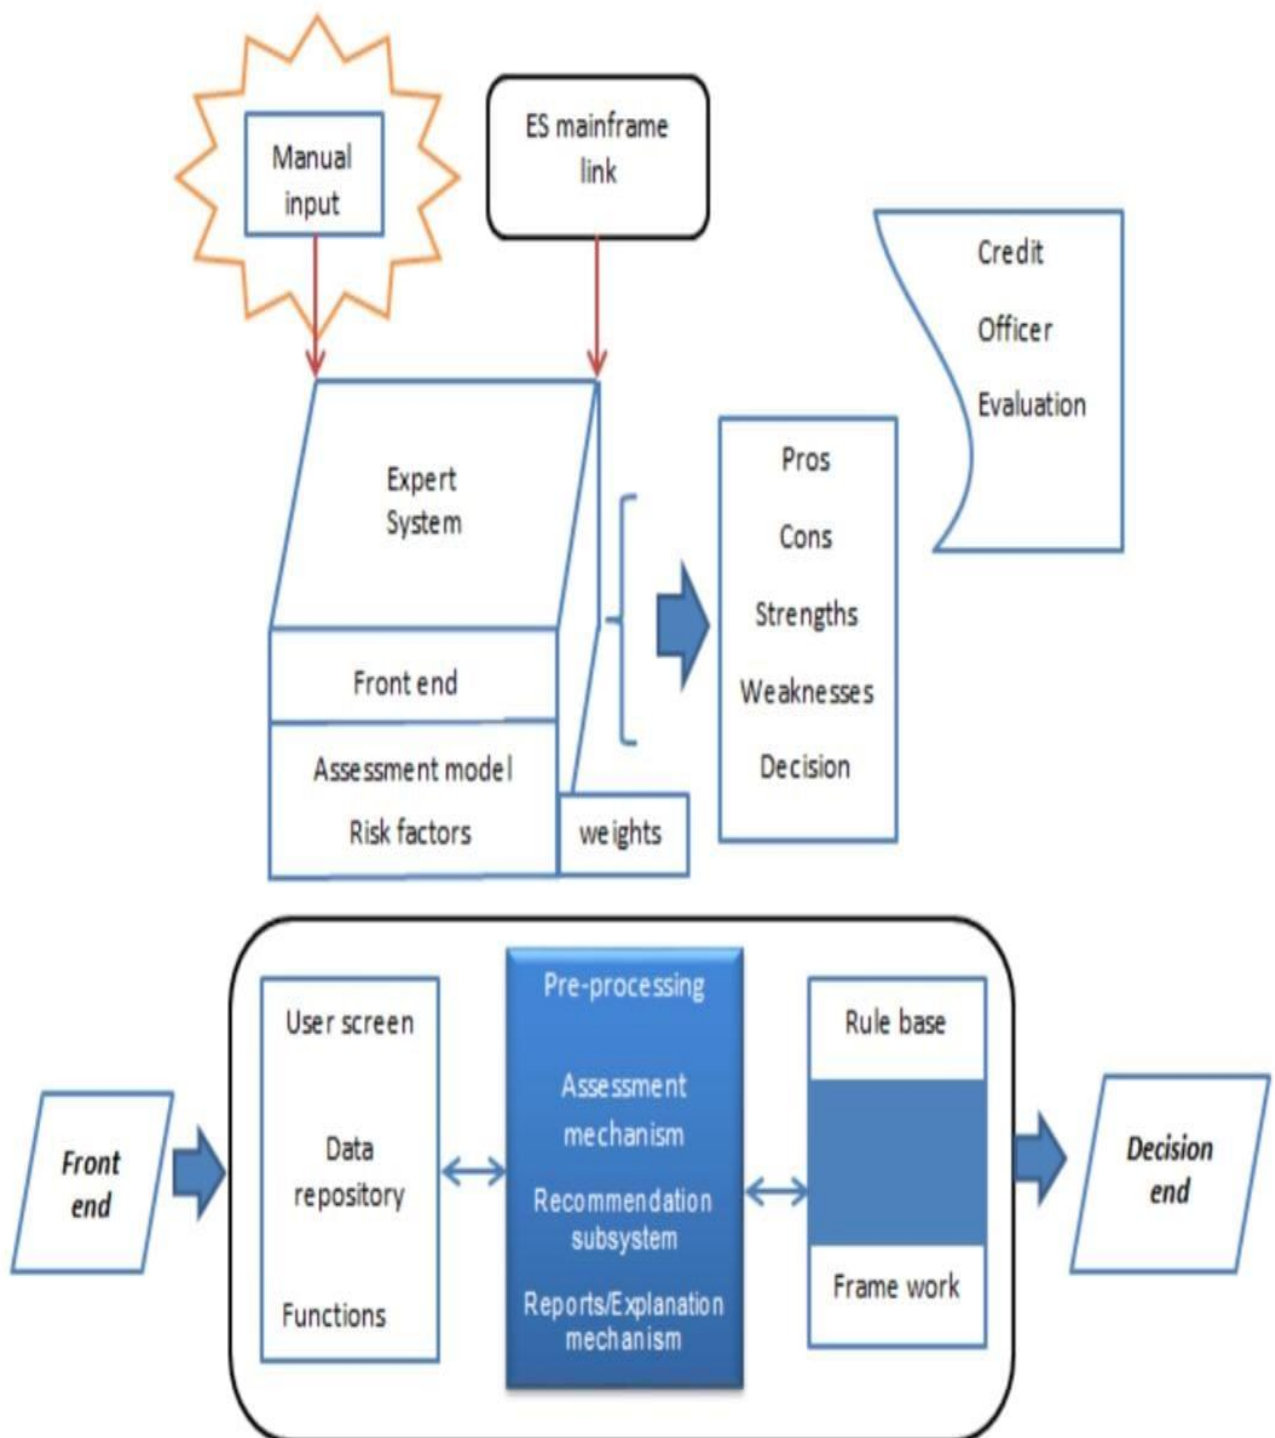 Manual
input
ES mainframe
link
Credit
Officer
Evaluation
Expert
System
Front end
Assessment model
Risk factors
weights
Pros
Cons
Strengths
Weaknesses
Decision
Front
end
User screen
Data
repository
Functions
Pre-processing
Assessment
mechanism
Recommendation
subsystem
Reports/Explanation
mechanism
Rule base
Frame work
Decision
end